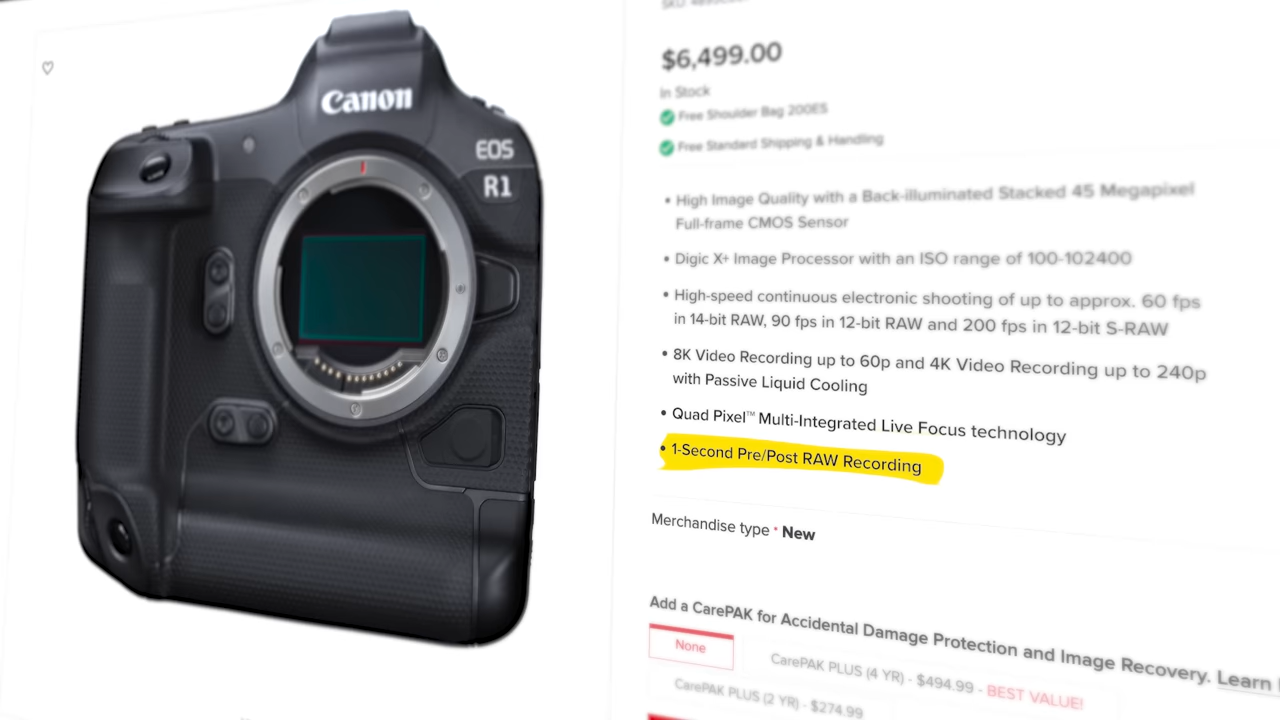 Canon
EOS
R1
$6,499.00
In Stock
Free Shoulder Bag 200ES
Free Standard Shipping & Handling
• High Image Quality with a Back-illuminated Stacked 45 Megapixel
Full-frame CMOS Sensor
• Digic X+ Image Processor with an ISO range of 100-102400
• High-speed continuous electronic shooting of up to approx. 60 fps
in 14-bit RAW, 90 fps in 12-bit RAW and 200 fps in 12-bit S-RAW
• 8K Video Recording up to 60p and 4K Video Recording up to 240p
with Passive Liquid Cooling
• Quad Pixel™ Multi-Integrated Live Focus technology
• 1-Second Pre/Post RAW Recording
Merchandise type * New
Add a CarePAK for Accidental Damage Protection and Image Recovery. Learn
None
CarePAK PLUS (4 YR) - $494.99 - BEST VALUE!
CarePAK PLUS (2 YR) - $274.99